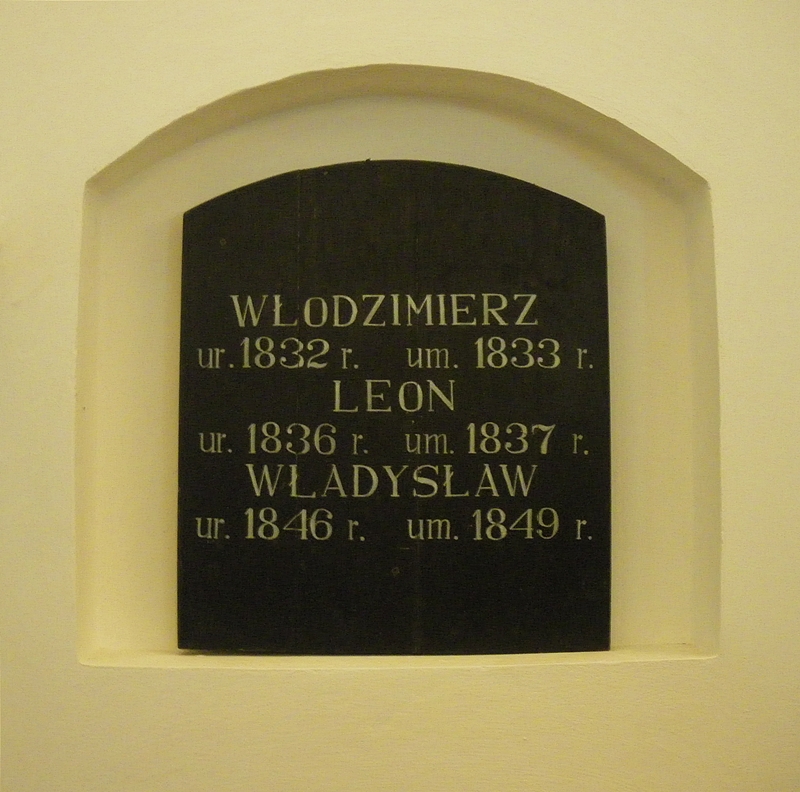 WŁODZIMIERZ
ur. 1832 r. um. 1833 r.
LEON
ur. 1836 r. um. 1837 r.
WŁADYSŁAW
ur. 1846 r. um. 1849 r.